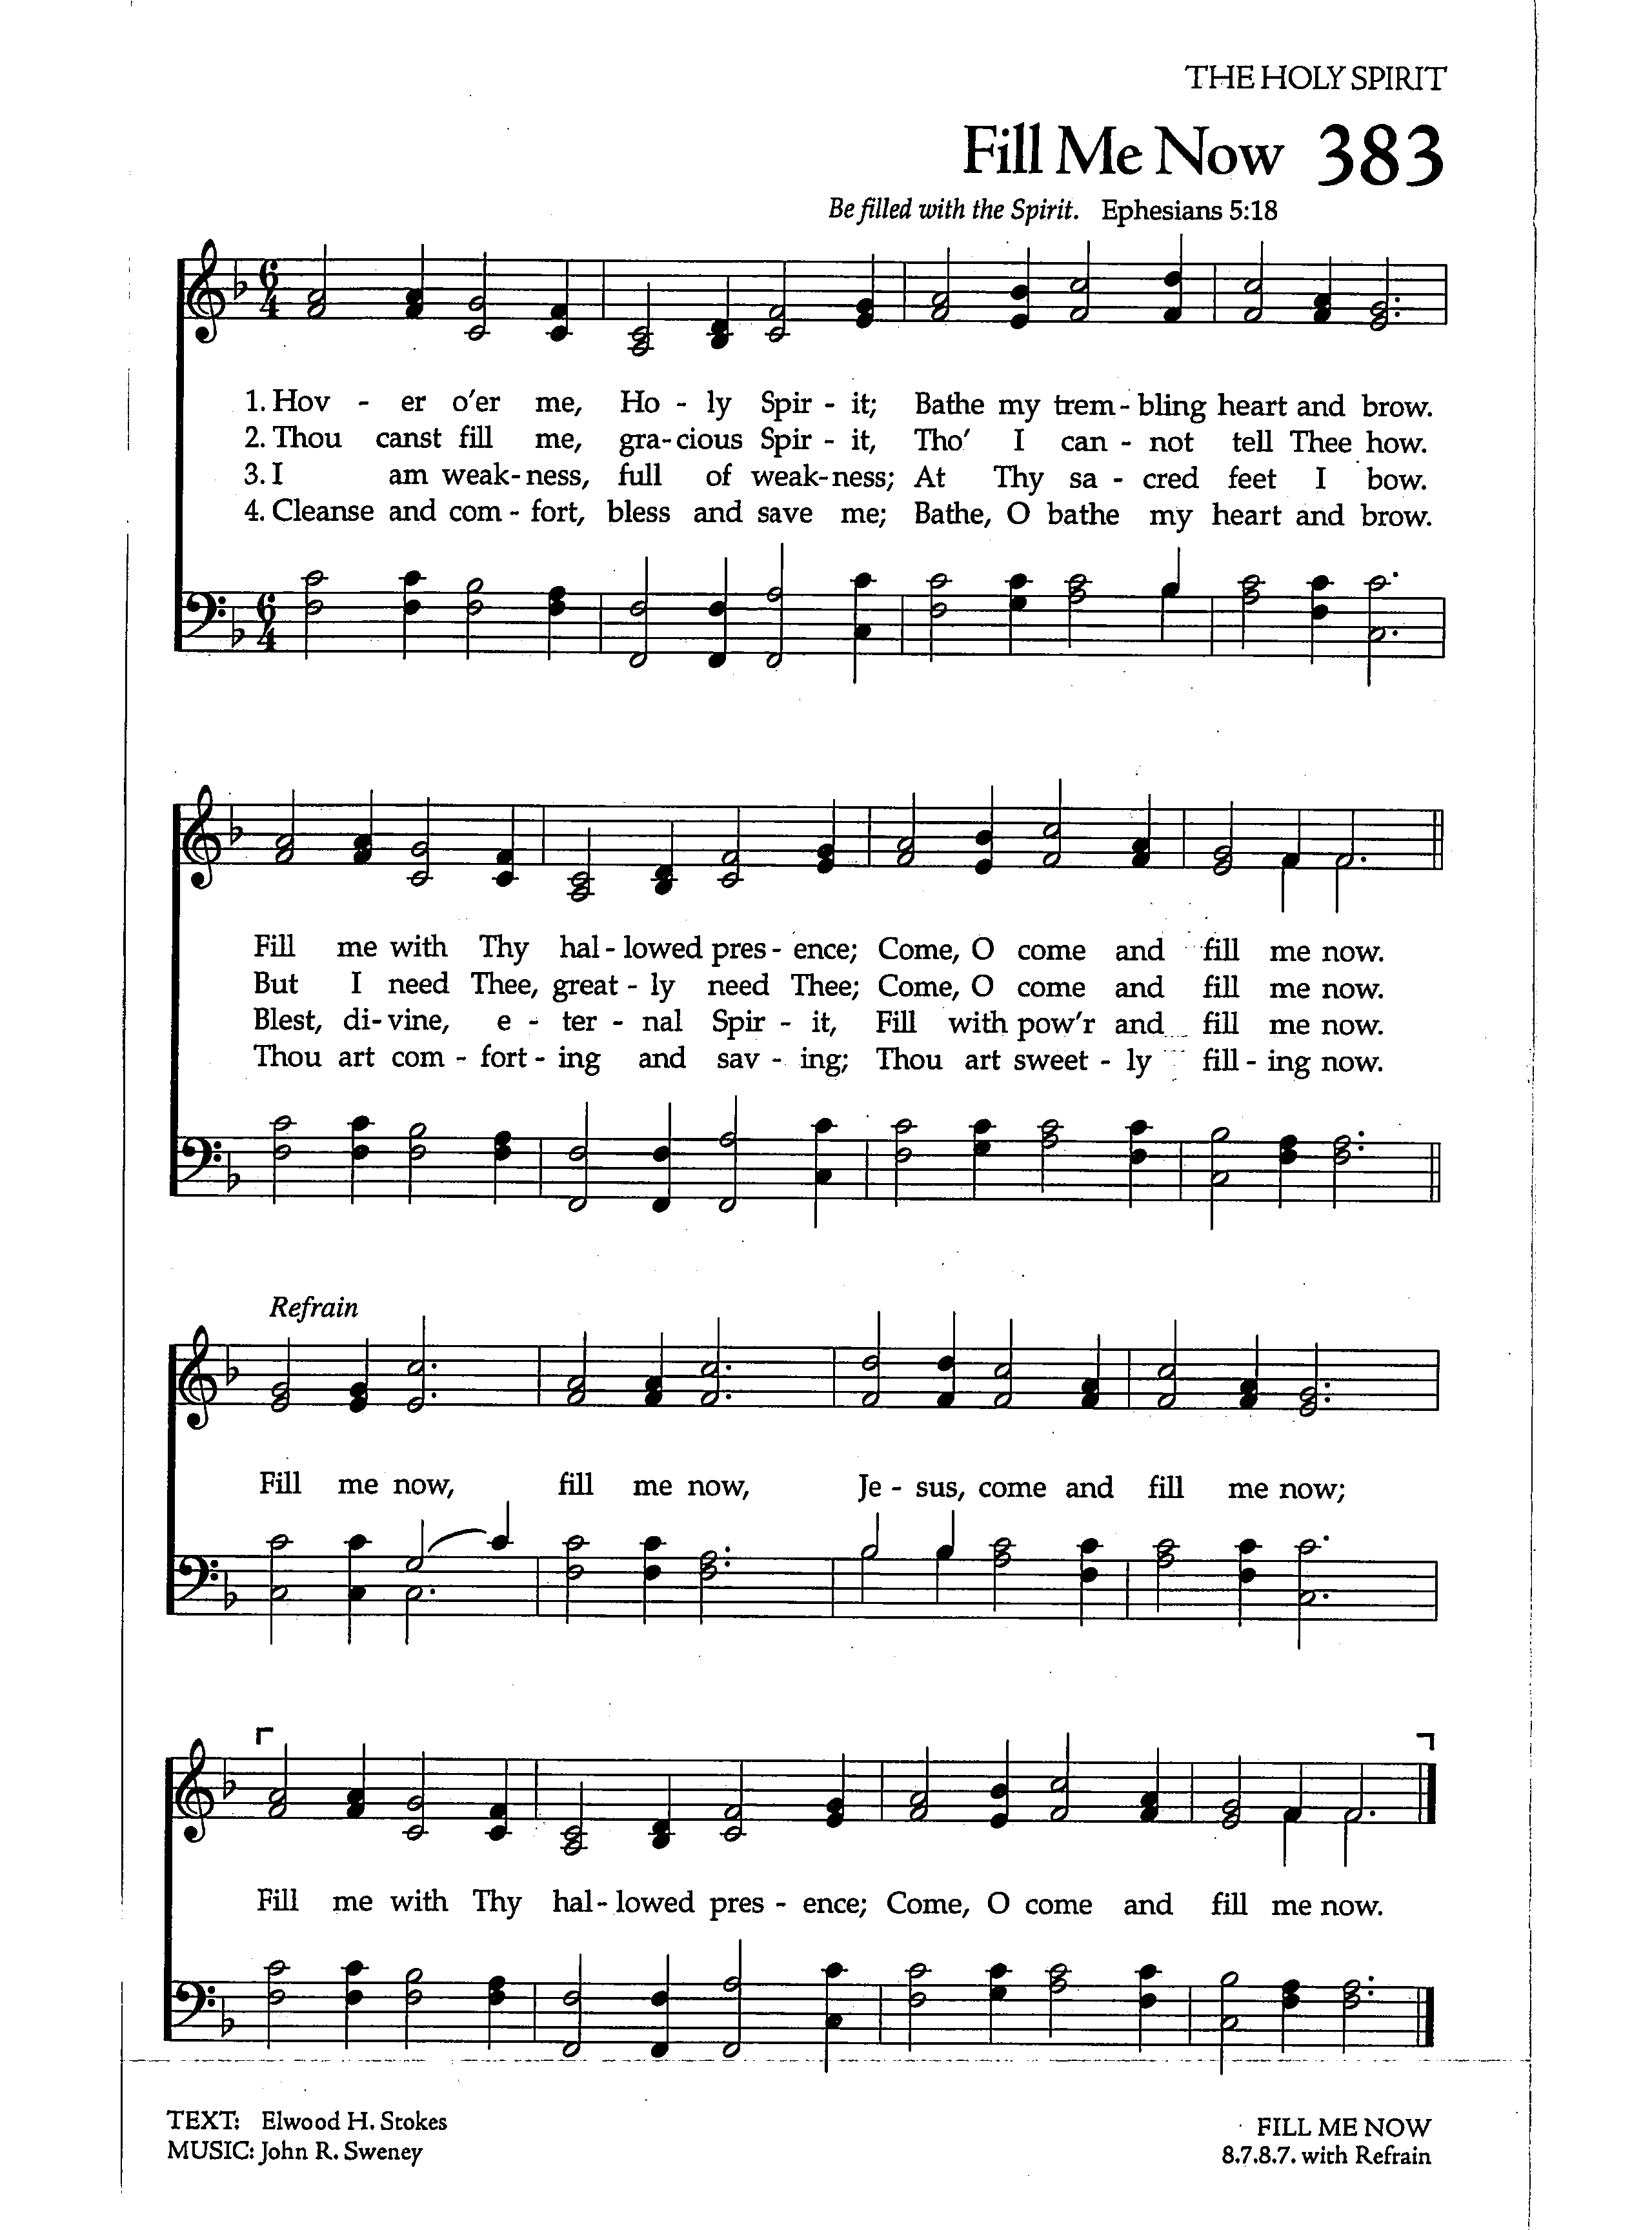 THE HOLY SPIRIT
Fill Me Now 383
Be filled with the Spirit. Ephesians 5:18
6 4
1. Hov - er o'er me, Ho - ly Spir - it; Bathe my trem - bling heart and brow.
2. Thou canst fill me, gra - cious Spir - it, Tho' I can - not tell Thee how.
3. I am weak - ness, full of weak - ness; At Thy sa - cred feet I bow.
4. Cleanse and com - fort, bless and save me; Bathe, O bathe my heart and brow.
6 4
Fill me with Thy hal - lowed pres - ence; Come, O come and fill me now.
But I need Thee, great - ly need Thee; Come, O come and fill me now.
Blest, di - vine, e - ter - nal Spir - it, Fill with pow'r and fill me now.
Thou art com - fort - ing and sav - ing; Thou art sweet - ly fill - ing now.
Refrain
Fill me now, fill me now, Je - sus, come and fill me now;
Fill me with Thy hal - lowed pres - ence; Come, O come and fill me now.
TEXT: Elwood H. Stokes
MUSIC: John R. Sweney
FILL ME NOW
8.7.8.7. with Refrain